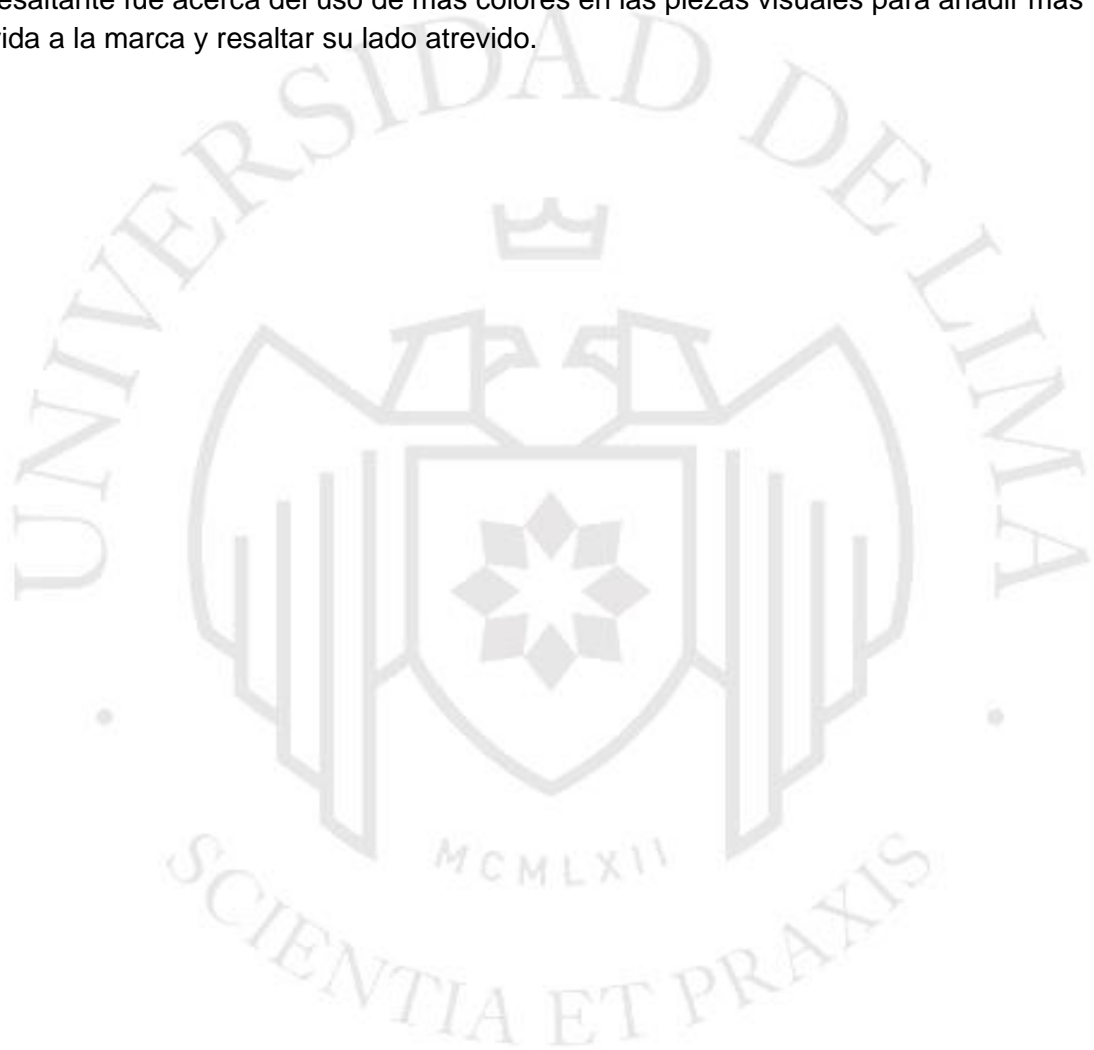 resaltante fue acerca del uso de más colores en las piezas visuales para añadir más
vida a la marca y resaltar su lado atrevido.
UNIVERSIDAD DE LIMA
MCMLXII
SCIENTIA ET PRAXIS